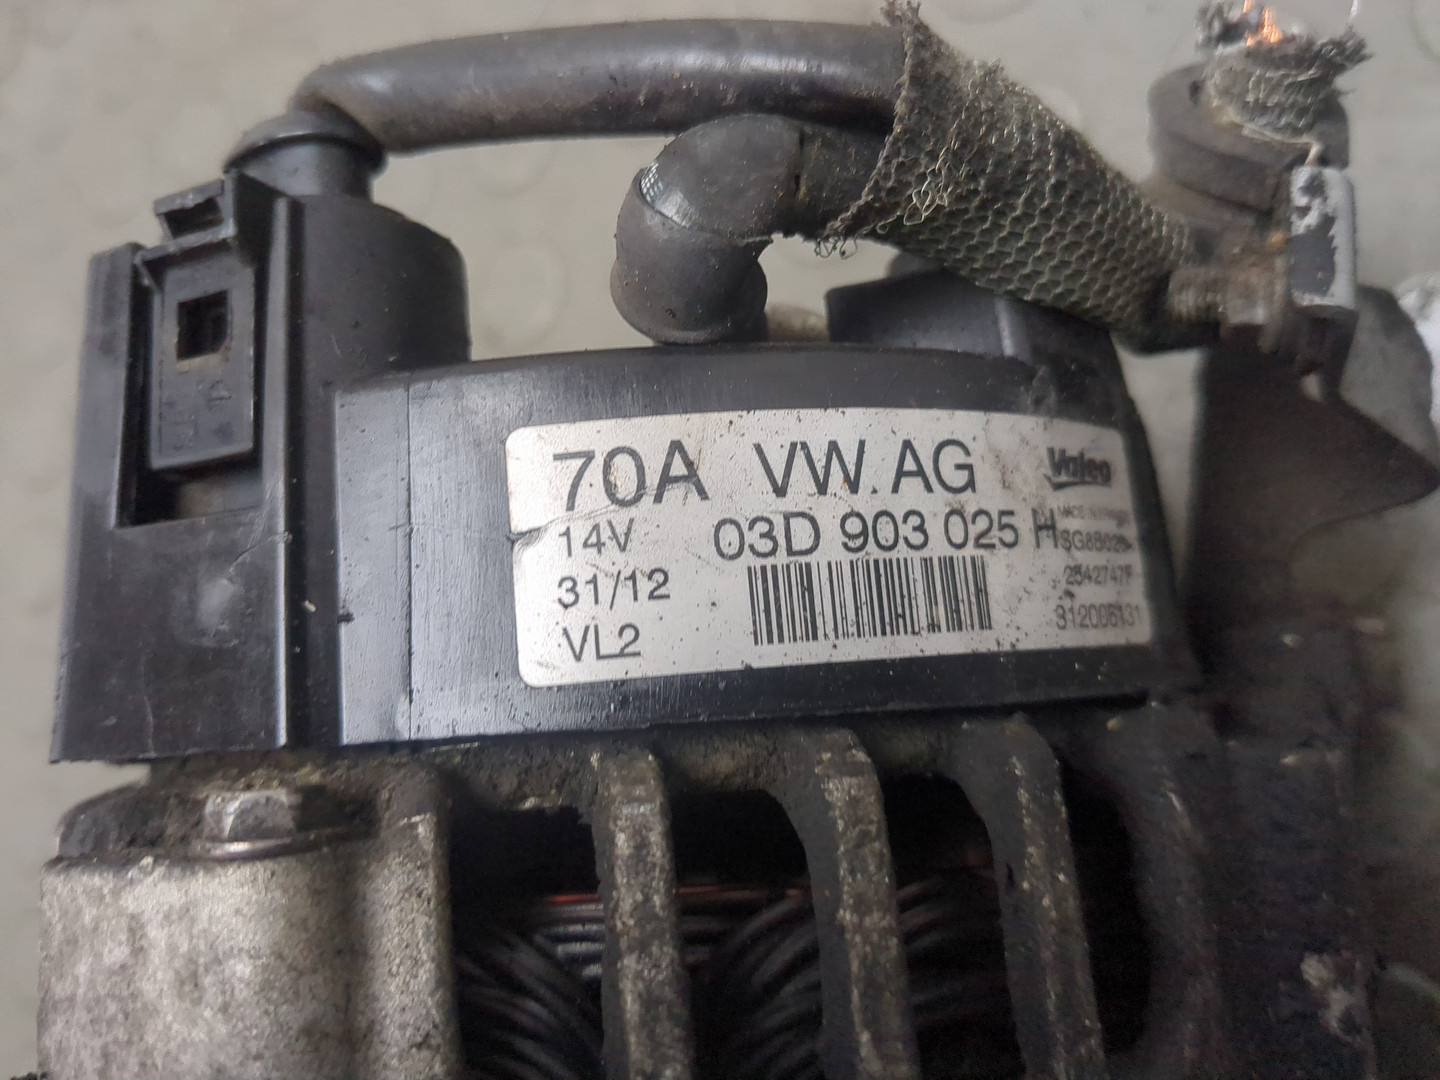 70A VW AG Valeo
14V 03D 903 025 H
31/12
VL2